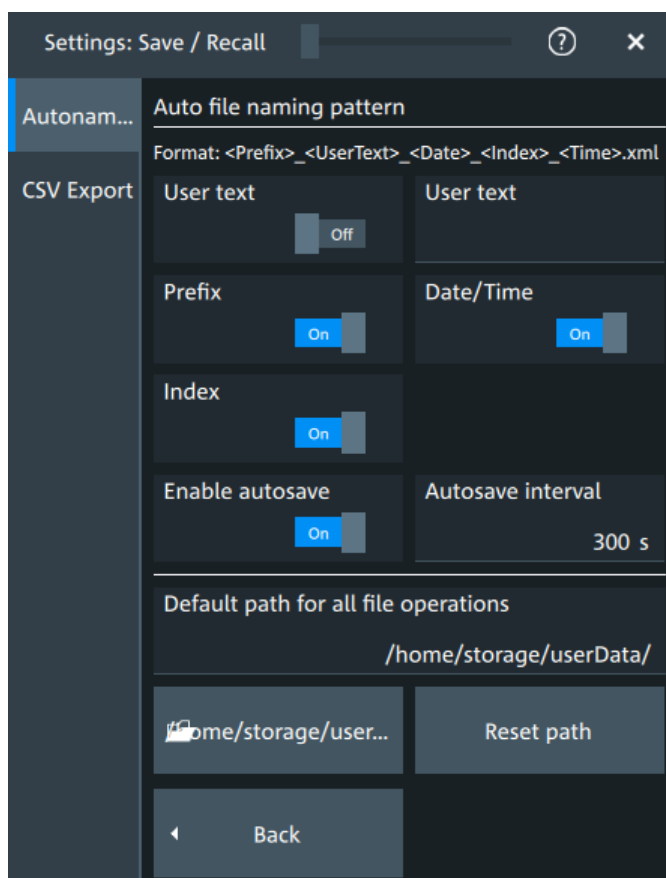 Settings: Save / Recall
?
Autonam...
Auto file naming pattern
Format: <Prefix>_<UserText>_<Date>_<Index>_<Time>.xml
CSV Export
User text
Off
User text
Prefix
On
Date/Time
On
Index
On
Enable autosave
On
Autosave interval
300 s
Default path for all file operations
/home/storage/userData/
ome/storage/user...
Reset path
Back